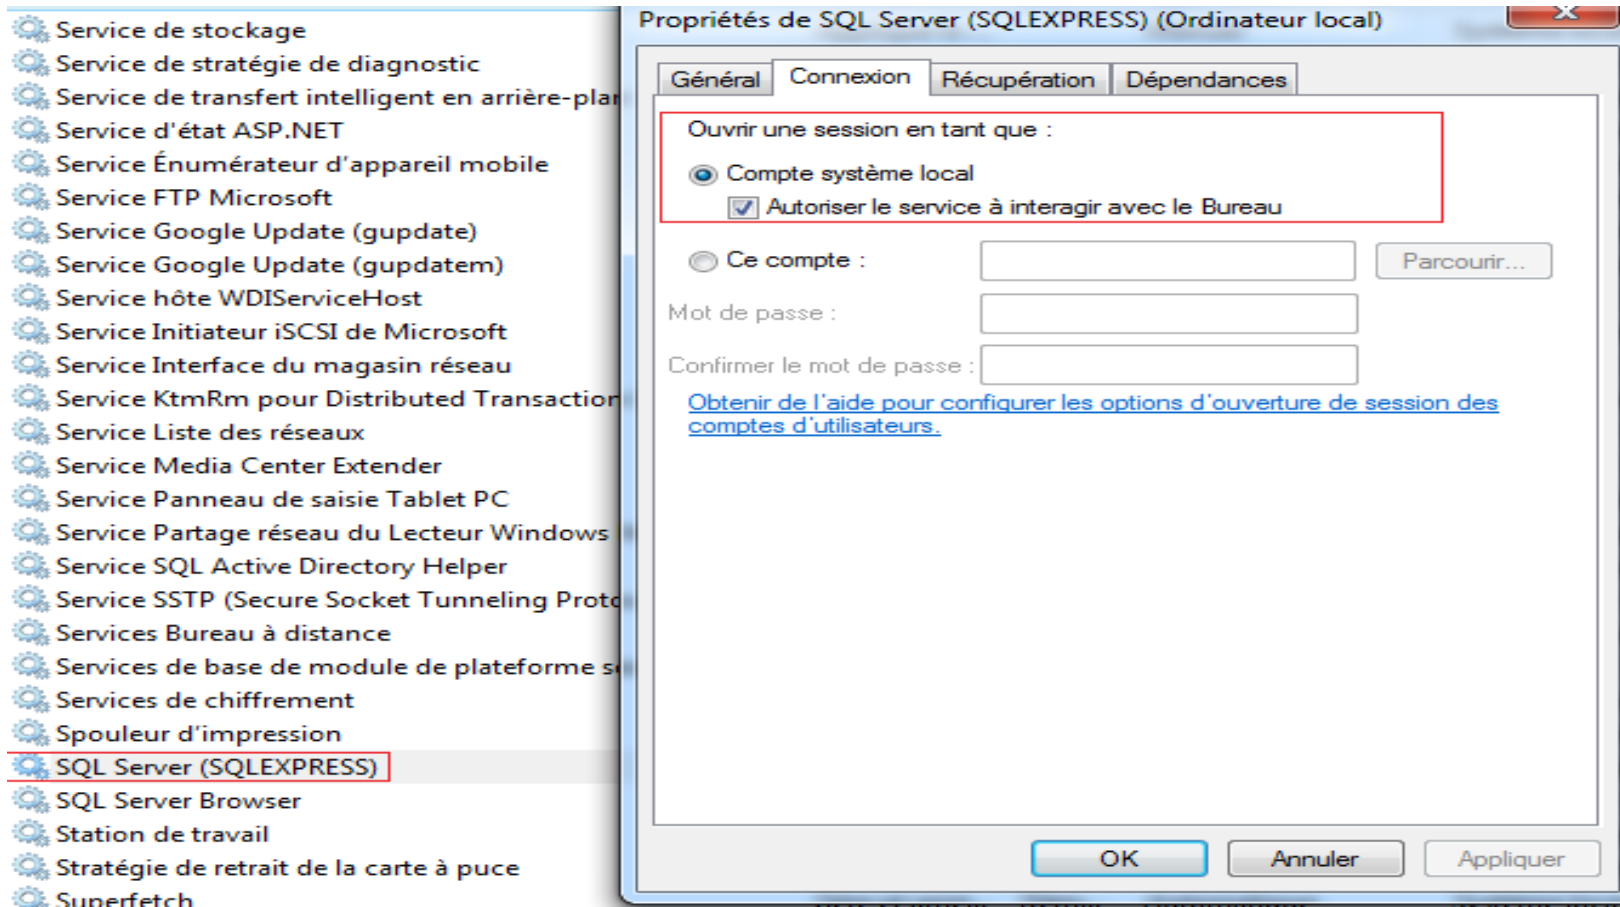 Service de stockage
Service de stratégie de diagnostic
Service de transfert intelligent en arrière-plan
Service d'état ASP.NET
Service Énumérateur d'appareil mobile
Service FTP Microsoft
Service Google Update (gupdate)
Service Google Update (gupdatem)
Service hôte WDIServiceHost
Service Initiateur iSCSI de Microsoft
Service Interface du magasin réseau
Service KtmRm pour Distributed Transaction
Service Liste des réseaux
Service Media Center Extender
Service Panneau de saisie Tablet PC
Service Partage réseau du Lecteur Windows
Service SQL Active Directory Helper
Service SSTP (Secure Socket Tunneling Proto
Services Bureau à distance
Services de base de module de plateforme s
Services de chiffrement
Spouleur d'impression
SQL Server (SQLEXPRESS)
SQL Server Browser
Station de travail
Stratégie de retrait de la carte à puce
Superfetch
Propriétés de SQL Server (SQLEXPRESS) (Ordinateur local)
Général
Connexion
Récupération
Dépendances
Ouvrir une session en tant que :
Compte système local
Autoriser le service à interagir avec le Bureau
Ce compte :
Parcourir...
Mot de passe :
Confirmer le mot de passe :
Obtenir de l'aide pour configurer les options d'ouverture de session des
comptes d'utilisateurs.
OK
Annuler
Appliquer